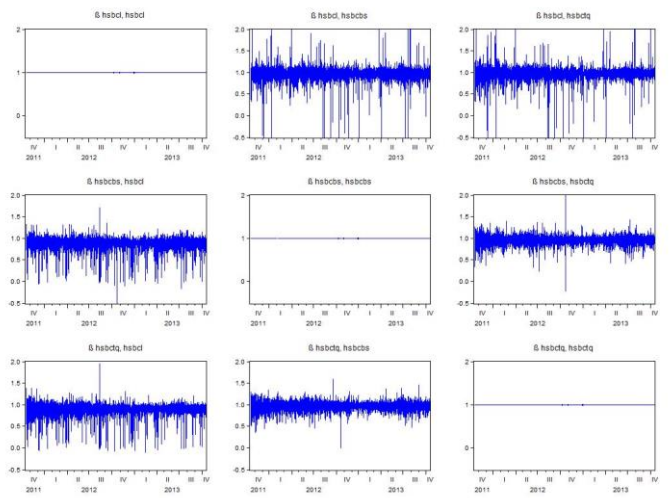 ß hsbcl, hsbcl
2
1
0
IV I II III IV I II III IV
2011 2012 2013
ß hsbcl, hsbcbs
2.0
1.5
1.0
0.5
0.0
-0.5
IV I II III IV I II III IV
2011 2012 2013
ß hsbcl, hsbctq
2.0
1.5
1.0
0.5
0.0
-0.5
IV I II III IV I II III IV
2011 2012 2013
ß hsbcbs, hsbcl
2.0
1.5
1.0
0.5
0.0
-0.5
IV I II III IV I II III IV
2011 2012 2013
ß hsbcbs, hsbcbs
2
1
0
IV I II III IV I II III IV
2011 2012 2013
ß hsbcbs, hsbctq
2.0
1.5
1.0
0.5
0.0
-0.5
IV I II III IV I II III IV
2011 2012 2013
ß hsbctq, hsbcl
2.0
1.5
1.0
0.5
0.0
-0.5
IV I II III IV I II III IV
2011 2012 2013
ß hsbctq, hsbcbs
2.0
1.5
1.0
0.5
0.0
-0.5
IV I II III IV I II III IV
2011 2012 2013
ß hsbctq, hsbctq
2
1
0
IV I II III IV I II III IV
2011 2012 2013